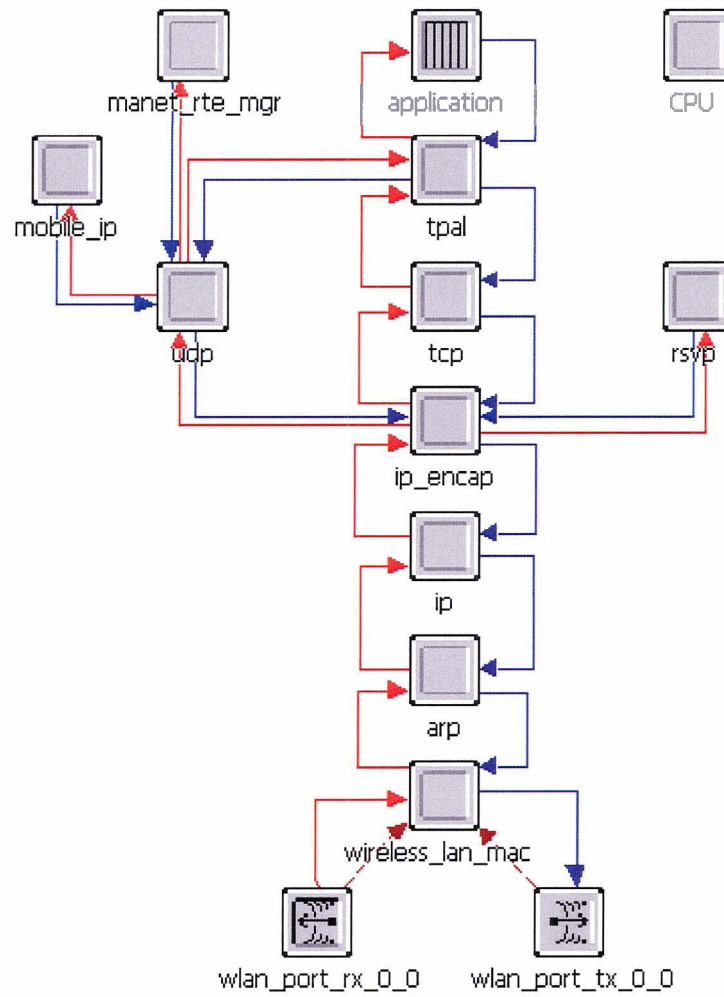 manet_rte_mgr
application
CPU
mobile_ip
tpal
udp
tcp
rsvp
ip_encap
ip
arp
wireless_lan_mac
wlan_port_rx_0_0
wlan_port_tx_0_0